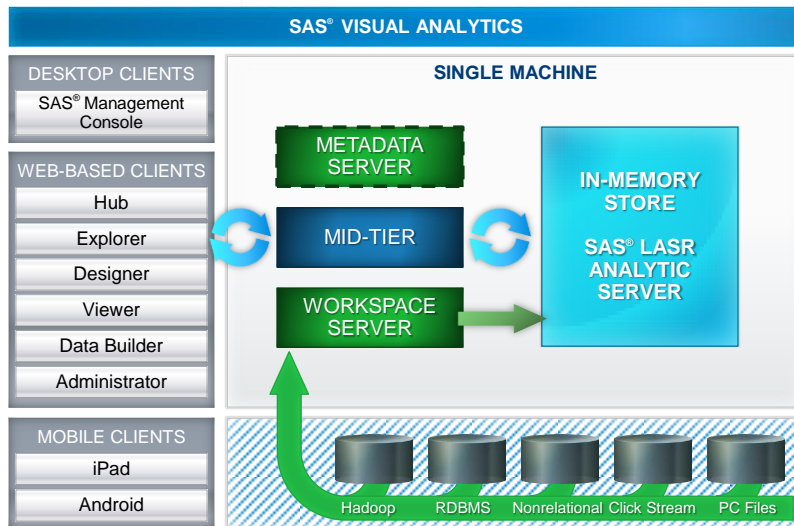 SAS® VISUAL ANALYTICS
DESKTOP CLIENTS
SAS® Management
Console
WEB-BASED CLIENTS
Hub
Explorer
Designer
Viewer
Data Builder
Administrator
MOBILE CLIENTS
iPad
Android
SINGLE MACHINE
METADATA
SERVER
MID-TIER
WORKSPACE
SERVER
IN-MEMORY
STORE
SAS® LASR
ANALYTIC
SERVER
Hadoop
RDBMS
Nonrelational
Click Stream
PC Files